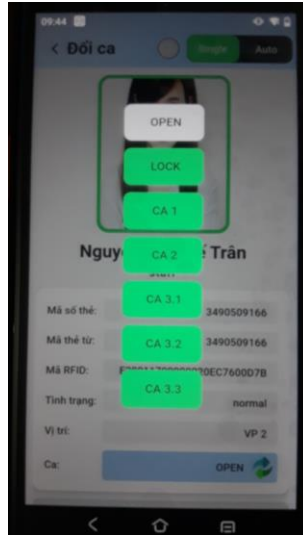 09:44
Đổi ca
Single
Auto
OPEN
LOCK
CA 1
CA 2
Trân
CA 3.1
Mã số thẻ:
3490509166
Mã thẻ từ:
CA 3.2
3490509166
Mã RFID:
20EC7600D7B
CA 3.3
Tình trạng:
normal
Vị trí:
VP 2
Ca:
OPEN